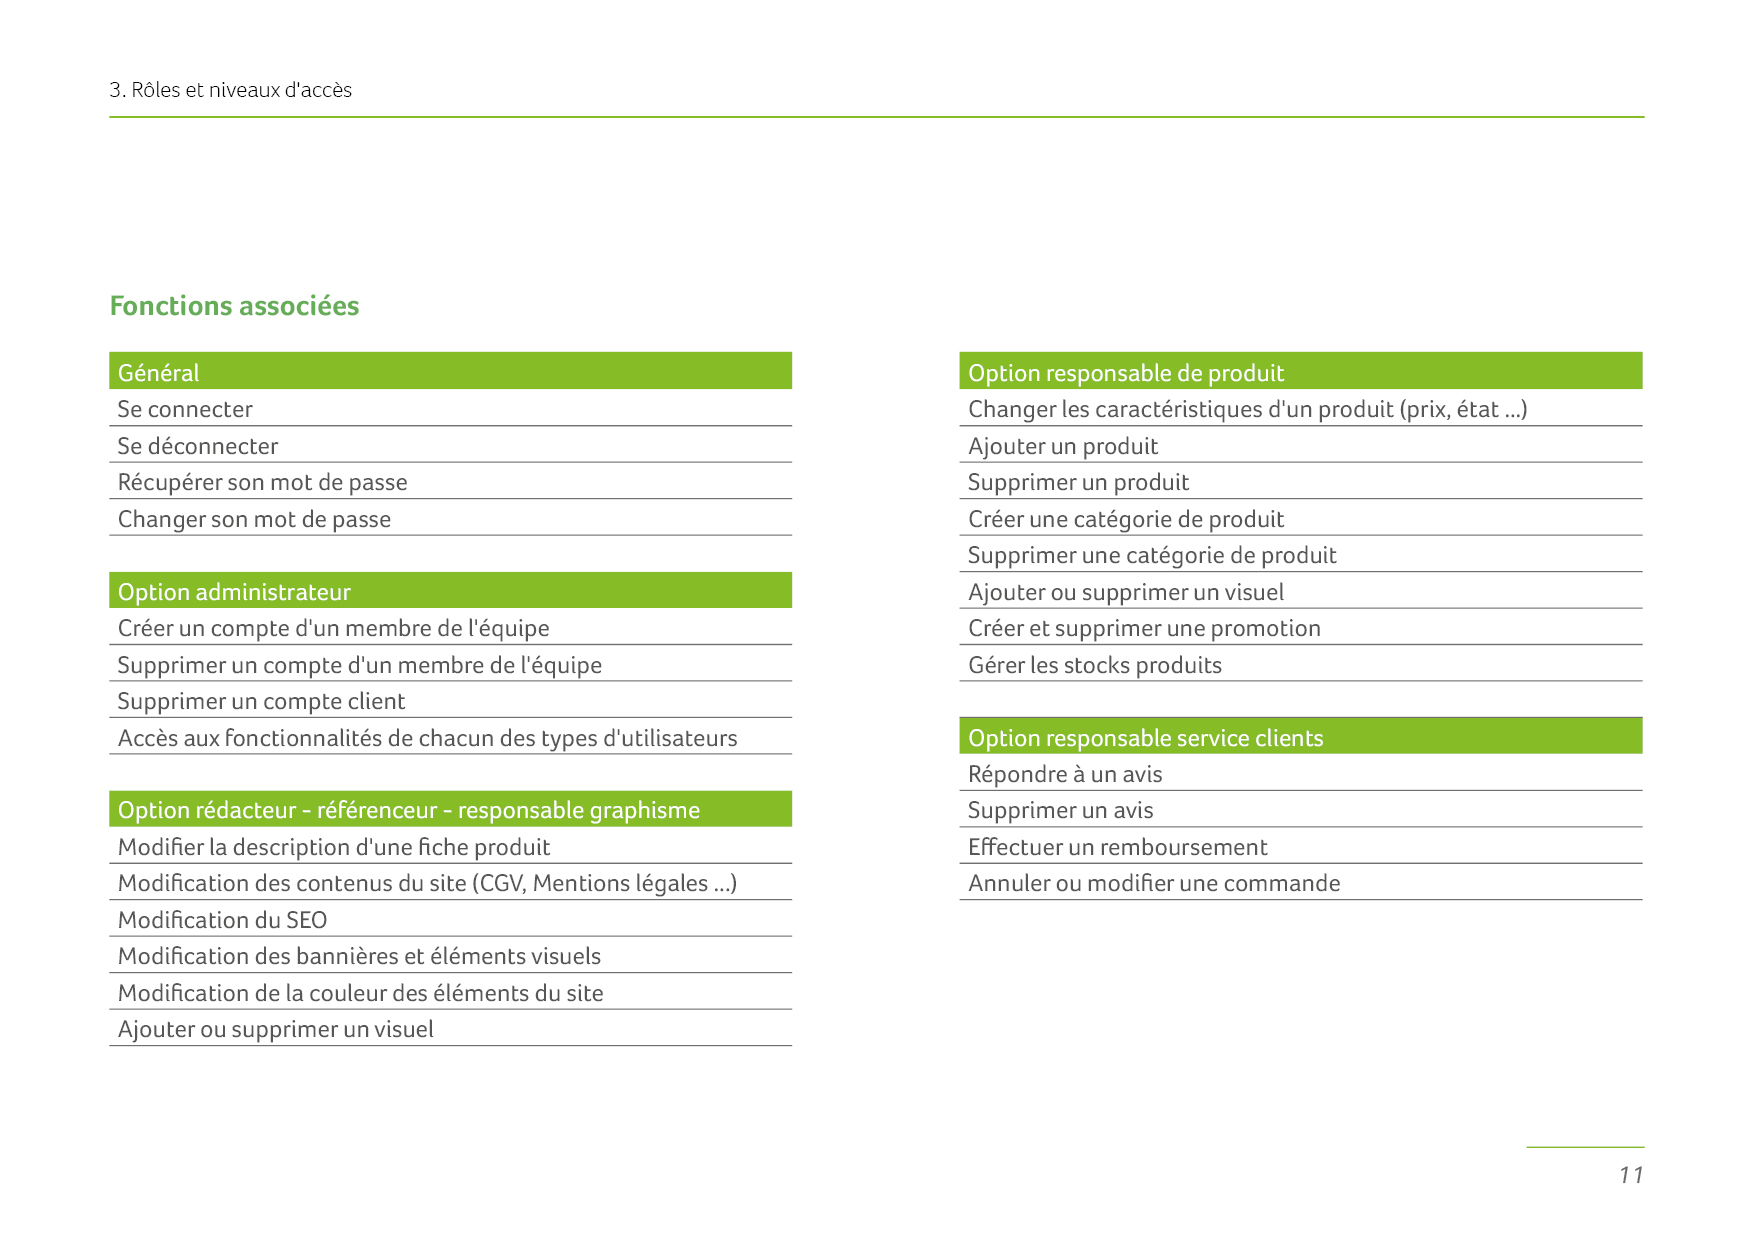 3. Rôles et niveaux d'accès
Fonctions associées
Général
Se connecter
Se déconnecter
Récupérer son mot de passe
Changer son mot de passe
Option administrateur
Créer un compte d'un membre de l'équipe
Supprimer un compte d'un membre de l'équipe
Supprimer un compte client
Accès aux fonctionnalités de chacun des types d'utilisateurs
Option rédacteur - référenceur - responsable graphisme
Modifier la description d'une fiche produit
Modification des contenus du site (CGV, Mentions légales ...)
Modification du SEO
Modification des bannières et éléments visuels
Modification de la couleur des éléments du site
Ajouter ou supprimer un visuel
Option responsable de produit
Changer les caractéristiques d'un produit (prix, état ...)
Ajouter un produit
Supprimer un produit
Créer une catégorie de produit
Supprimer une catégorie de produit
Ajouter ou supprimer un visuel
Créer et supprimer une promotion
Gérer les stocks produits
Option responsable service clients
Répondre à un avis
Supprimer un avis
Effectuer un remboursement
Annuler ou modifier une commande
11